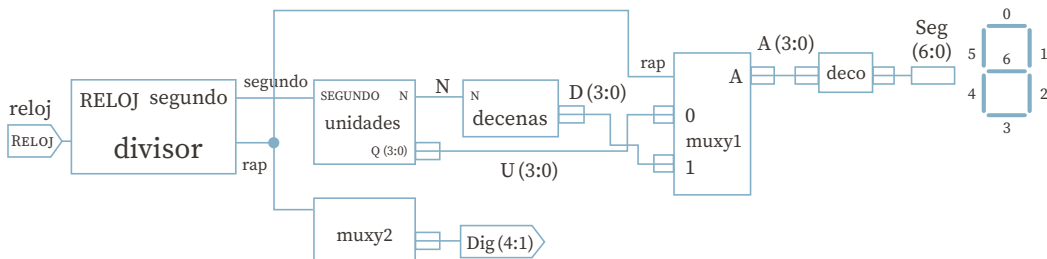 reloj
RELOJ
RELOJ segundo
divisor
segundo
rap
SEGUNDO N
unidades
Q (3:0)
N
N
decenas
D (3:0)
U (3:0)
rap
A
0
muxy1
1
A (3:0)
deco
Seg
(6:0)
0
5
6
1
4
2
3
muxy2
Dig (4:1)